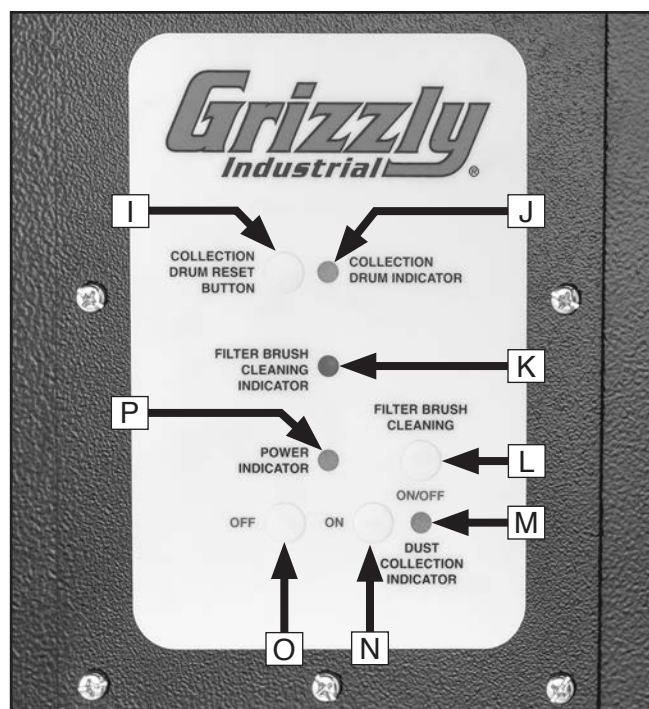 Grizzly
Industrial
®
I
J
COLLECTION
DRUM RESET
BUTTON
COLLECTION
DRUM INDICATOR
FILTER BRUSH
CLEANING
INDICATOR
K
P
FILTER BRUSH
CLEANING
POWER
INDICATOR
L
ON/OFF
OFF
ON
M
DUST
COLLECTION
INDICATOR
O
N